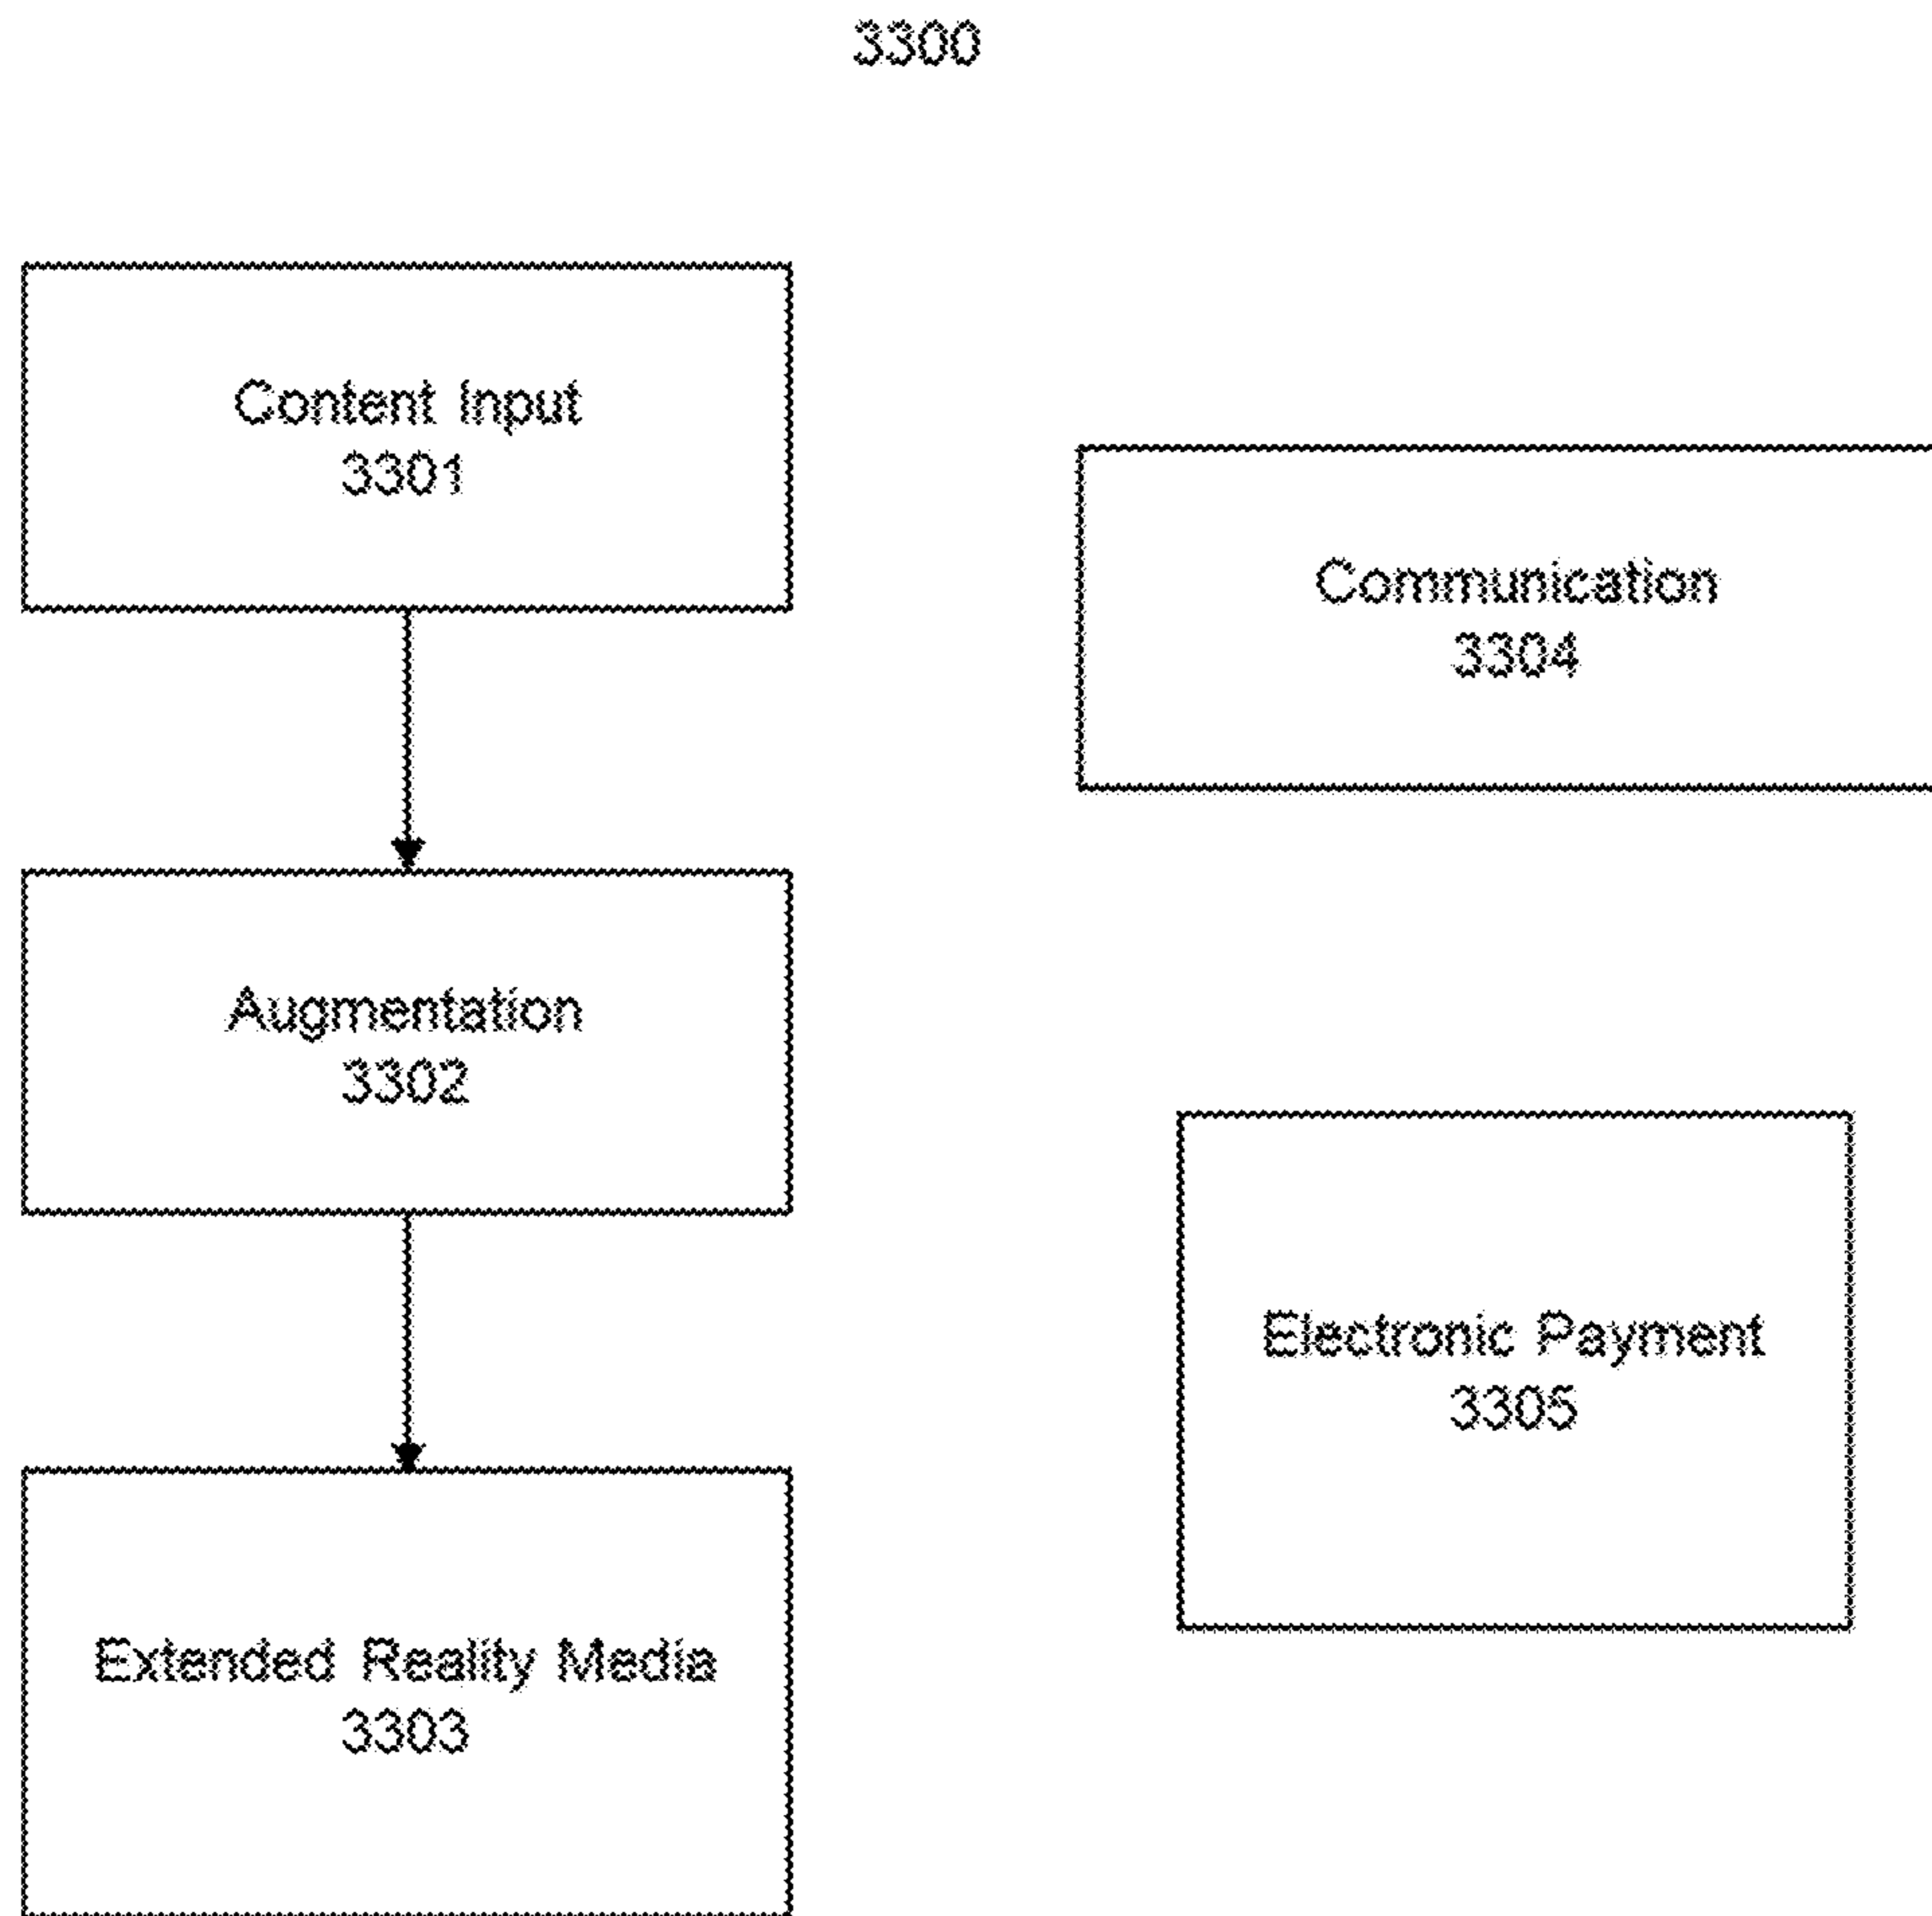 3300
Content Input
3301
Communication
3304
Augmentation
3302
Electronic Payment
3305
Extended Reality Media
3303